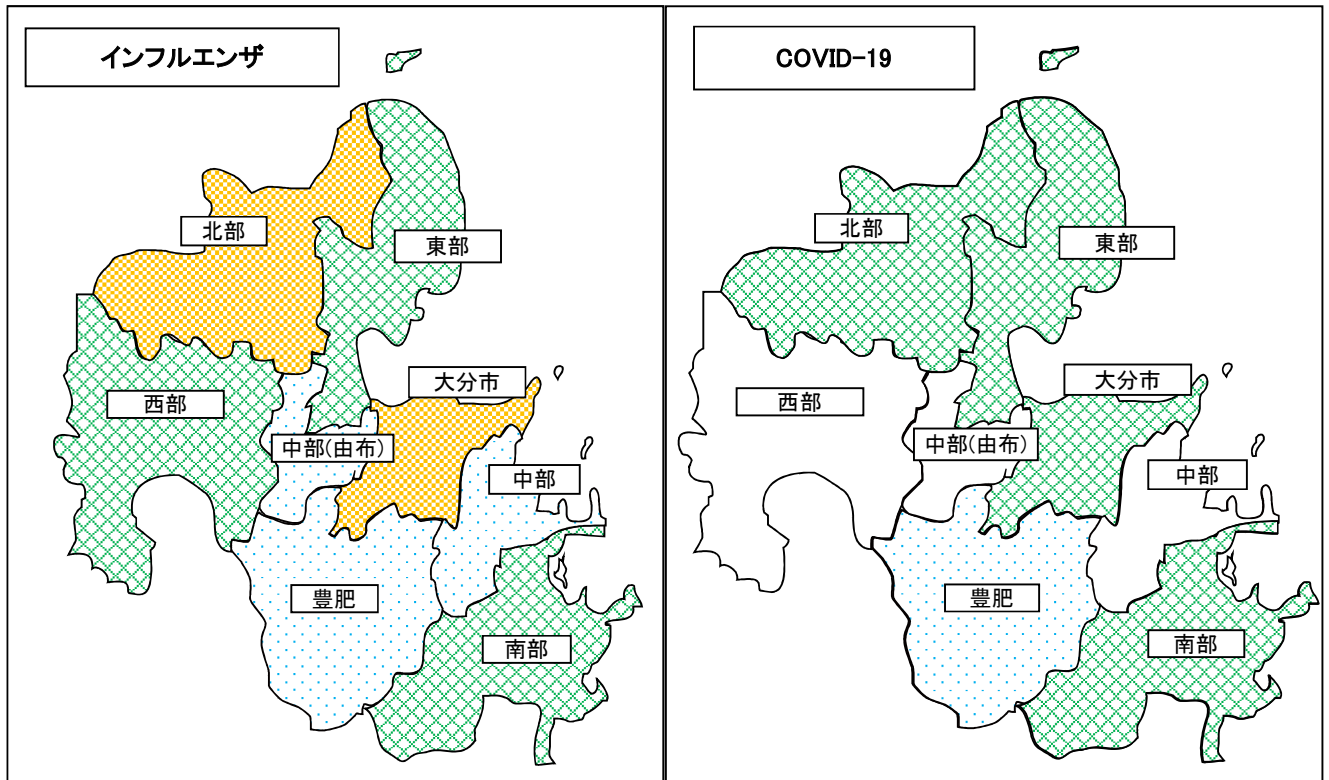 インフルエンザ
北部
東部
大分市
西部
中部(由布)
中部
豊肥
南部
COVID-19
北部
東部
大分市
西部
中部(由布)
中部
豊肥
南部